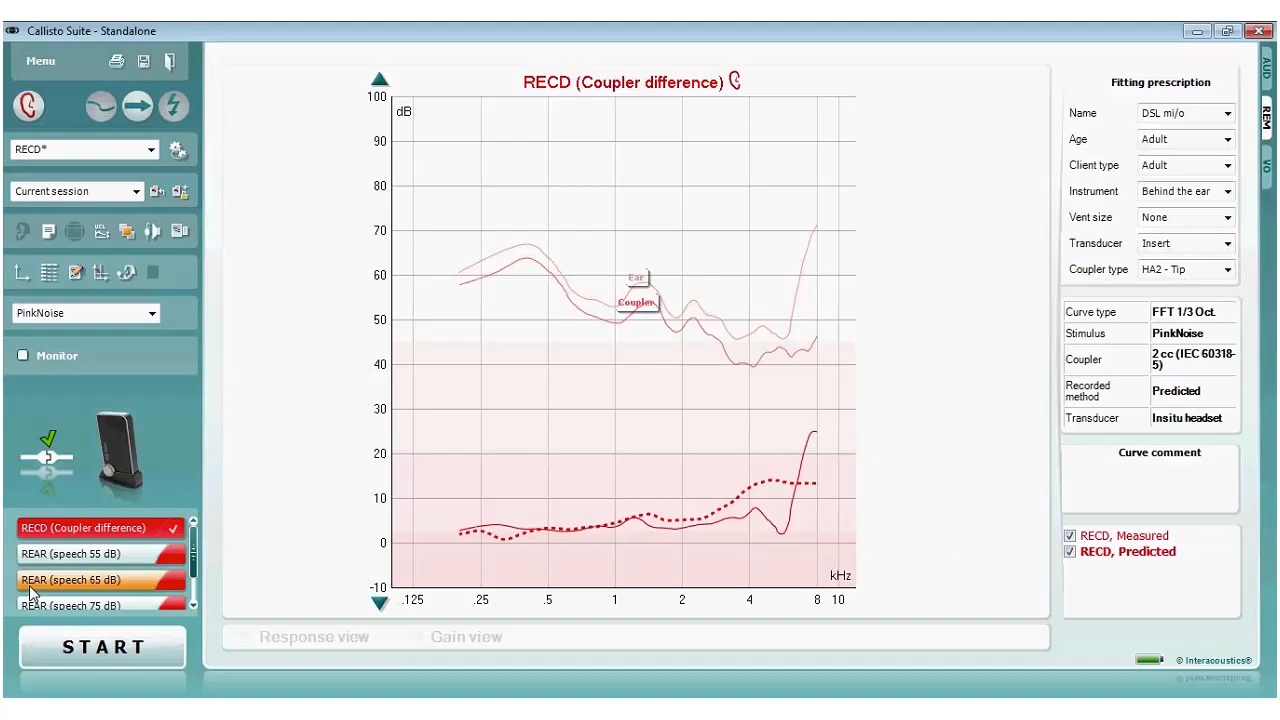 Callisto Suite - Standalone
Menu
RECD*
Current session
PinkNoise
Monitor
RECD (Coupler difference)
REAR (speech 55 dB)
REAR (speech 65 dB)
REAR (speech 75 dB)
START
RECD (Coupler difference)
dB
100
90
80
70
60
50
40
30
20
10
0
-10
Ear
Coupler
kHz
.125 .25 .5 1 2 4 8 10
Response view Gain view
Fitting prescription
Name DSL mi/o
Age Adult
Client type Adult
Instrument Behind the ear
Vent size None
Transducer Insert
Coupler type HA2 - Tip
Curve type FFT 1/3 Oct.
Stimulus PinkNoise
Coupler 2 cc (IEC 60318-
5)
Recorded
method Predicted
Transducer Insitu headset
Curve comment
RECD, Measured
RECD, Predicted
© Interacoustics®
AUD
REM
VO